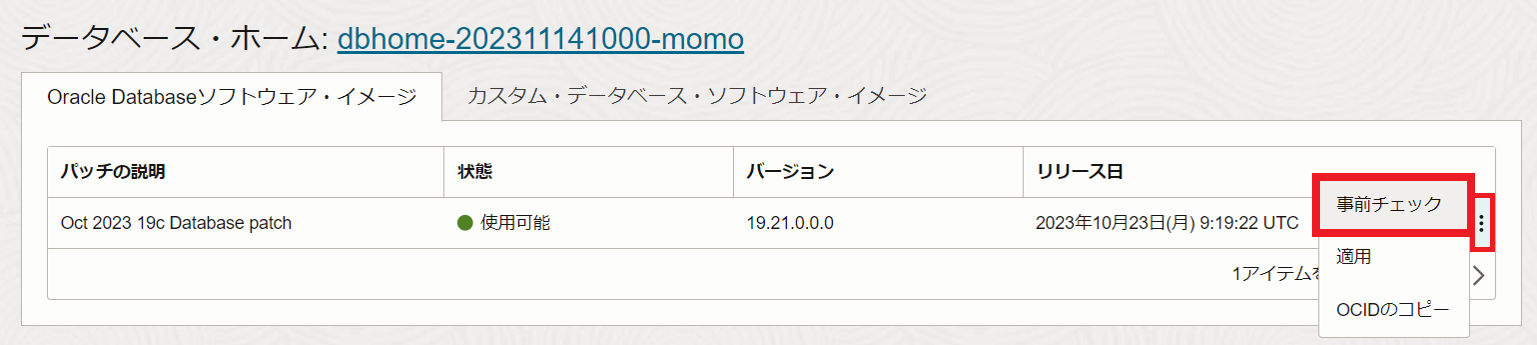 データベース・ホーム: dbhome-202311141000-momo
Oracle Databaseソフトウェア・イメージ
カスタム・データベース・ソフトウェア・イメージ
パッチの説明 状態 バージョン リリース日
Oct 2023 19c Database patch 使用可能 19.21.0.0.0 2023年10月23日(月) 9:19:22 UTC
1アイテムを
事前チェック
適用
OCIDのコピー